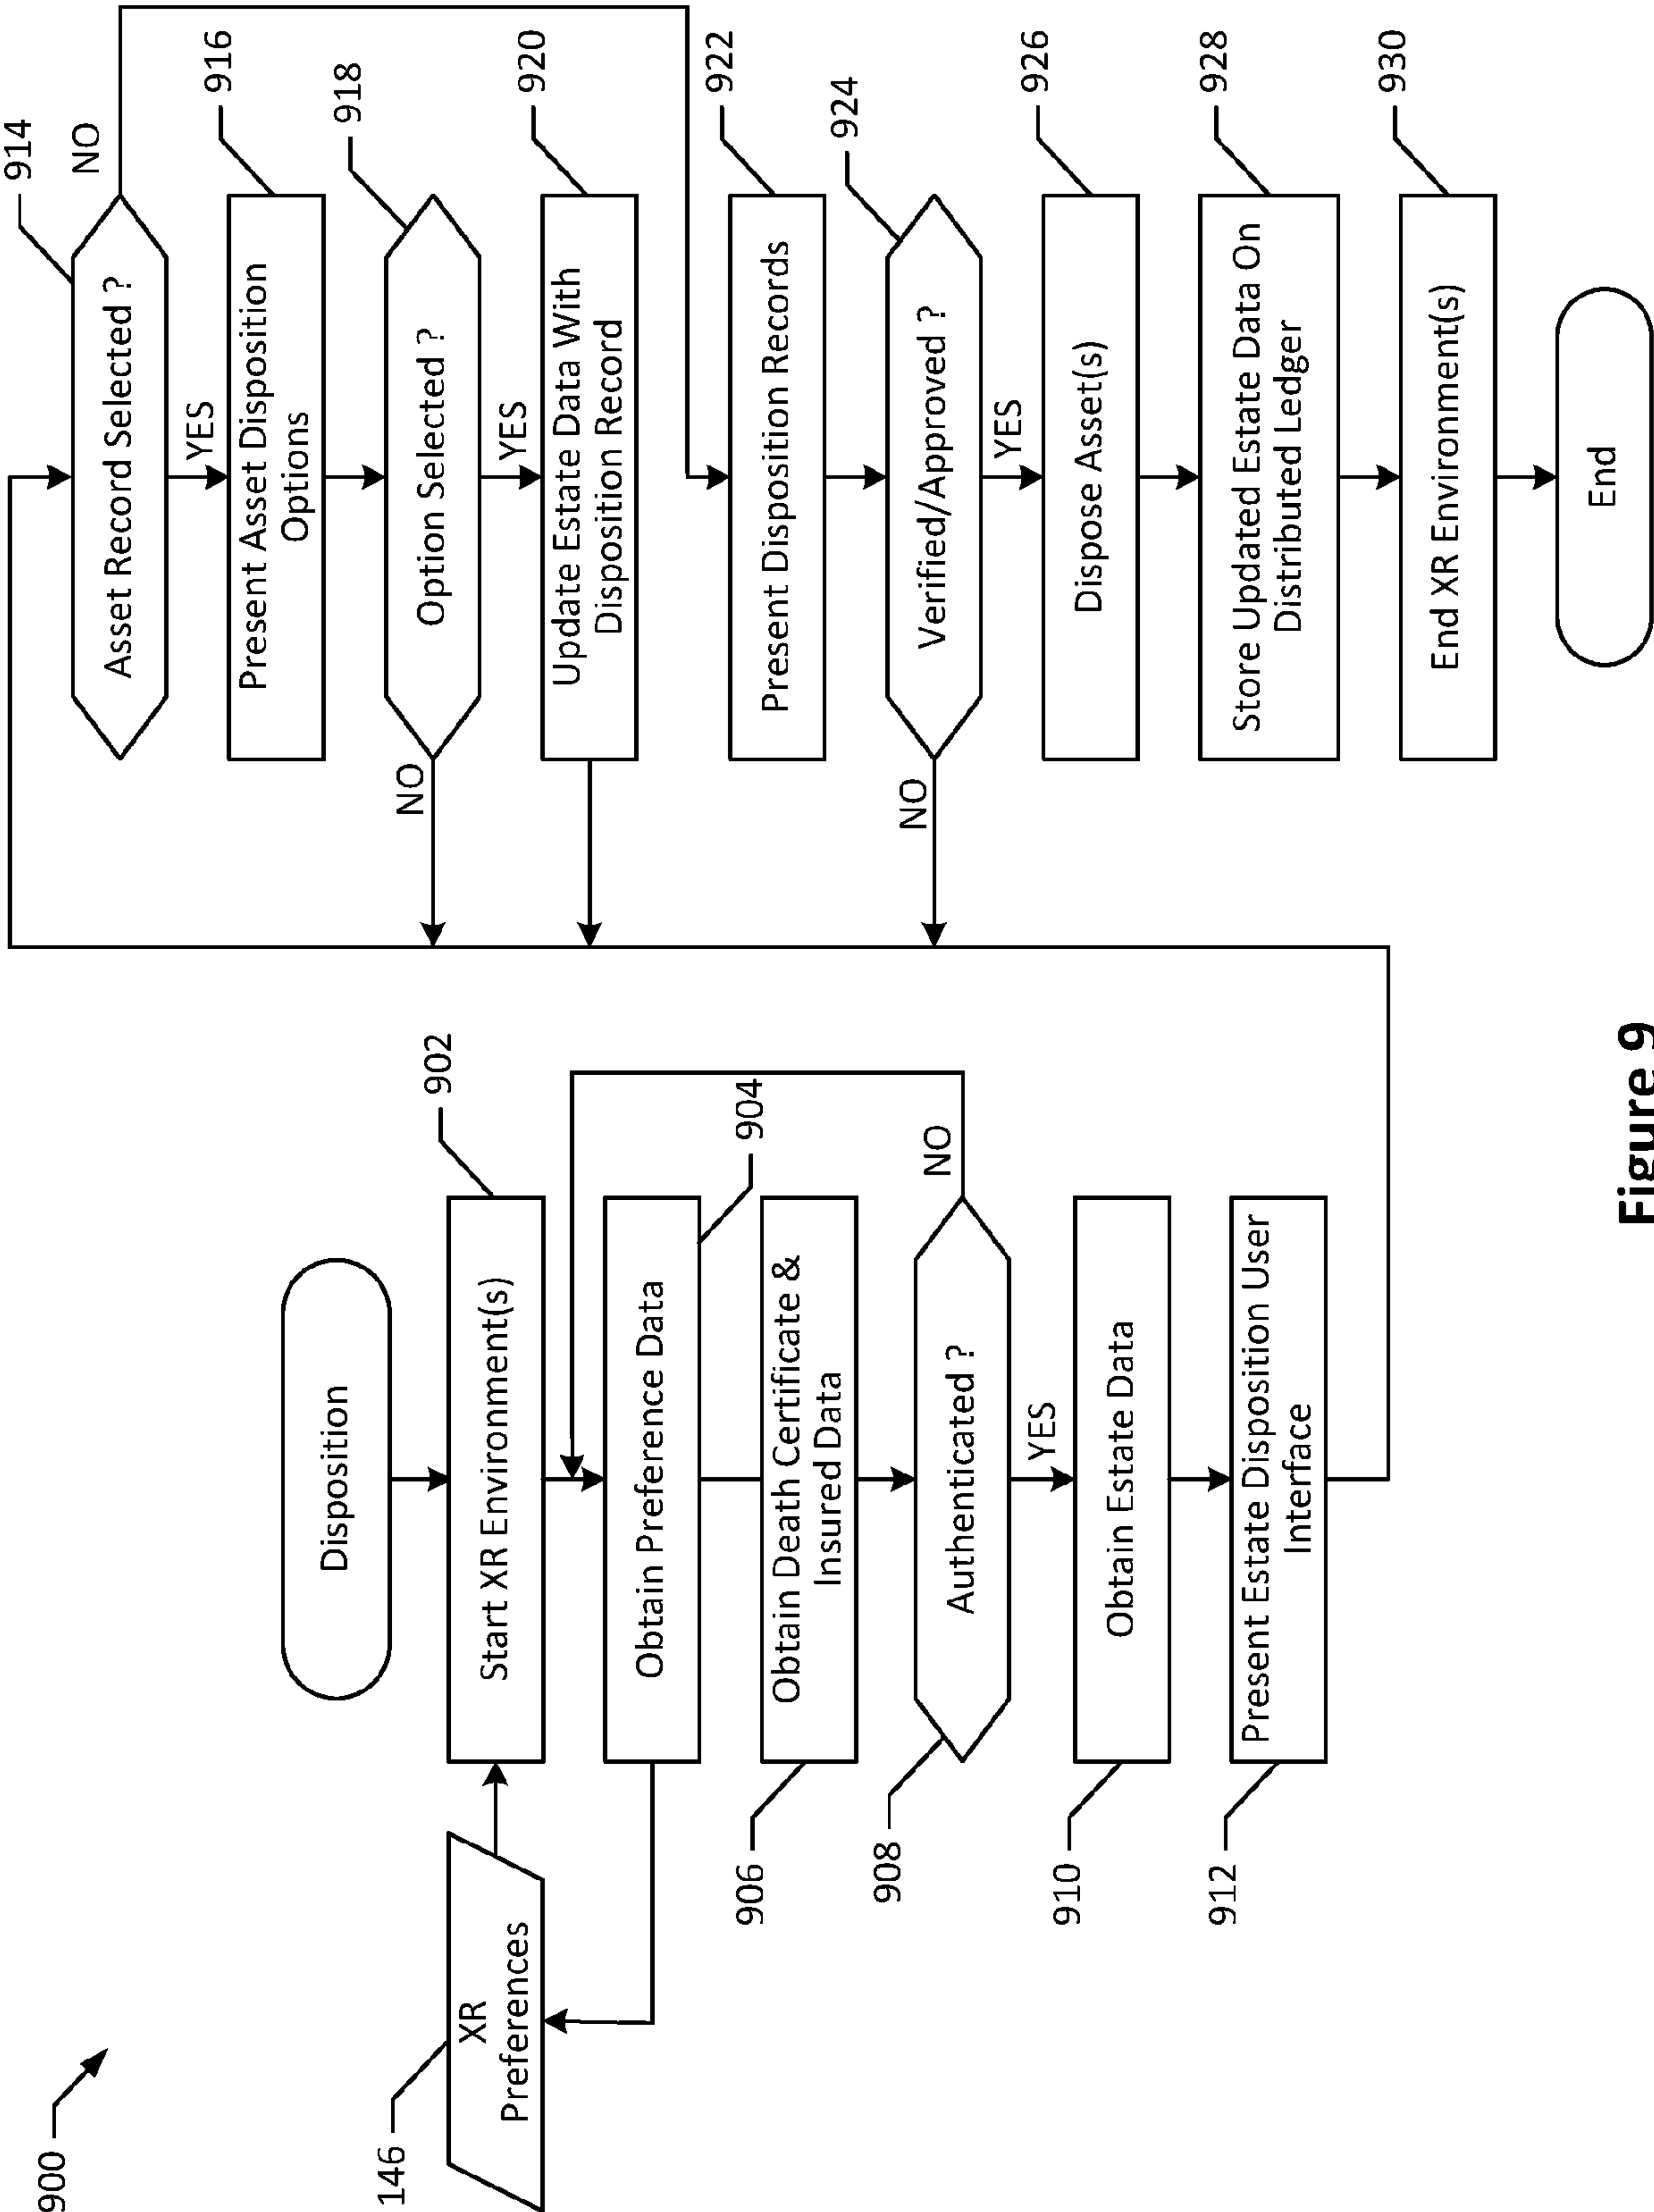 900
Disposition
902
Start XR Environment(s)
146
XR
Preferences
904
Obtain Preference Data
906
Obtain Death Certificate &
Insured Data
908
Authenticated ?
NO
YES
910
Obtain Estate Data
912
Present Estate Disposition User
Interface
914
Asset Record Selected ?
NO
YES
916
Present Asset Disposition
Options
918
Option Selected ?
NO
YES
920
Update Estate Data With
Disposition Record
922
Present Disposition Records
924
Verified/Approved ?
NO
YES
926
Dispose Asset(s)
928
Store Updated Estate Data On
Distributed Ledger
930
End XR Environment(s)
End
Figure 9